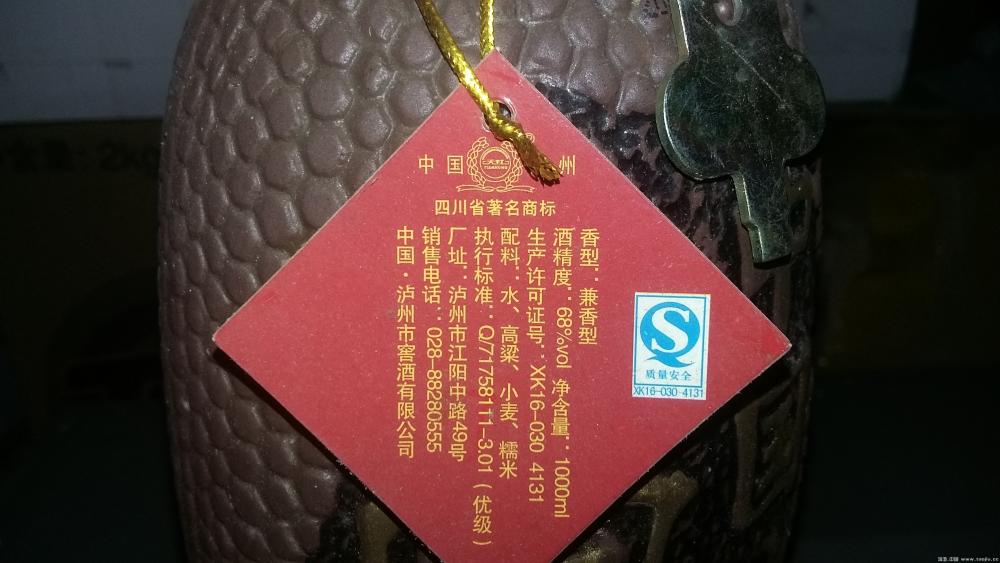 中国 州
天虹
四川省著名商标
香型：兼香型
酒精度：68%vol 净含量：1000ml
生产许可证号：XK16-030 4131
配料：水、高粱、小麦、糯米
执行标准：Q/71758111-3.01（优级）
厂址：泸州市江阳中路49号
销售电话：028-88280555
中国·泸州市窖酒有限公司
质量安全
XK16-030 4131